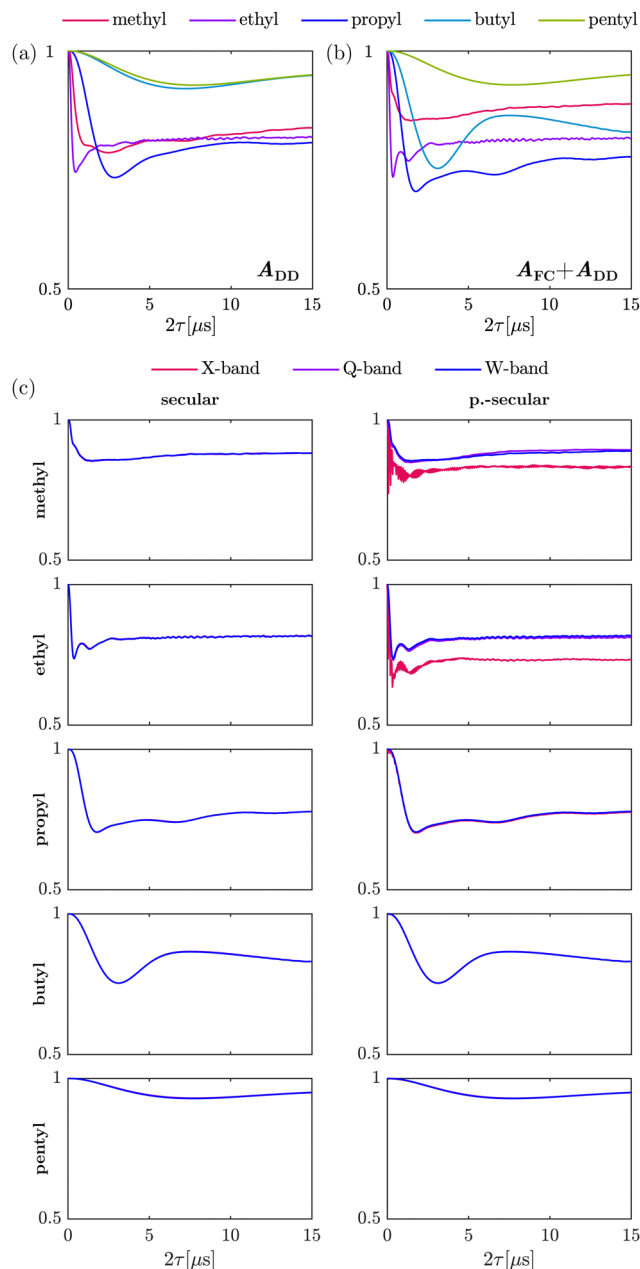 methyl ethyl propyl butyl pentyl
(a) (b)
1 1
0.5 0.5
A_DD A_FC+A_DD
0 5 10 15 0 5 10 15
2τ[μs] 2τ[μs]
X-band Q-band W-band
(c)
secular p.-secular
methyl
1 1
0.5 0.5
ethyl
1 1
0.5 0.5
propyl
1 1
0.5 0.5
butyl
1 1
0.5 0.5
pentyl
1 1
0.5 0.5
0 5 10 15 0 5 10 15
2τ[μs] 2τ[μs]